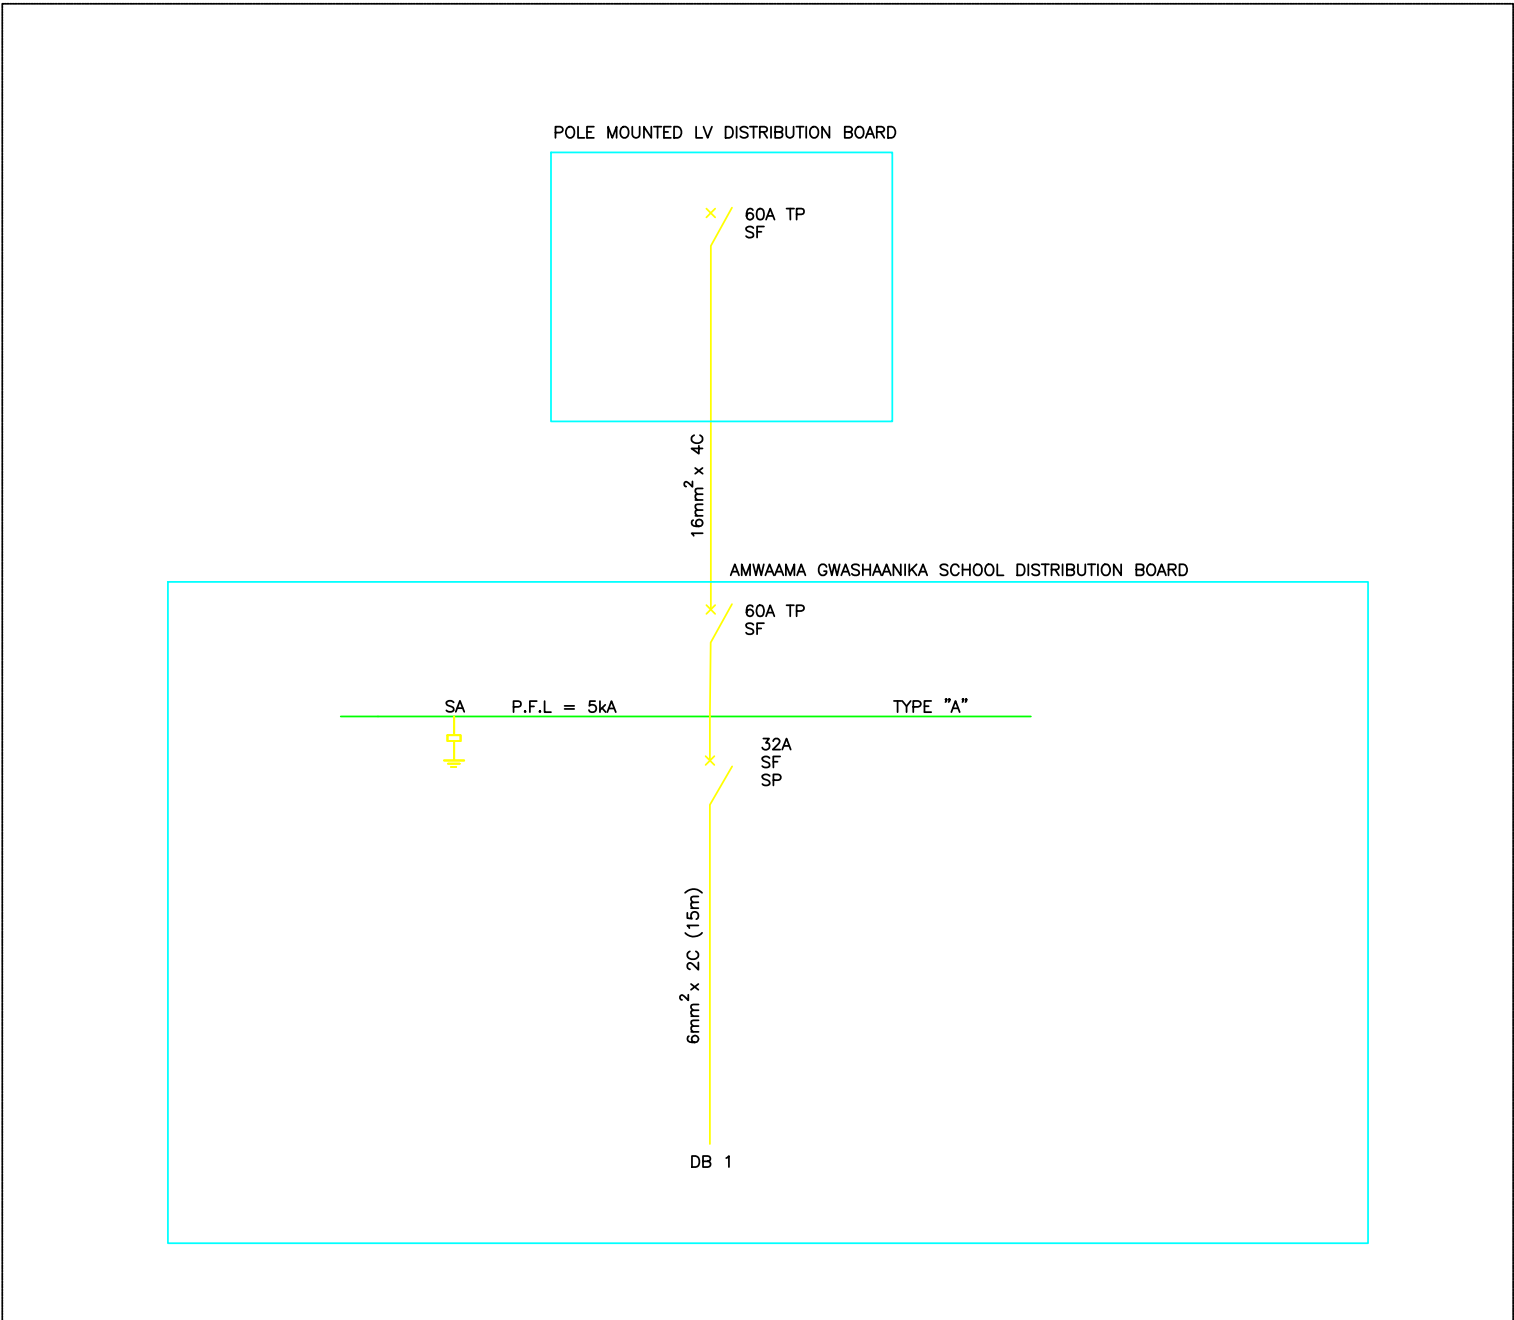 POLE MOUNTED LV DISTRIBUTION BOARD
60A TP
SF
16mm² x 4C
AMWAAMA GWASHAANIKA SCHOOL DISTRIBUTION BOARD
60A TP
SF
SA P.F.L = 5kA TYPE "A"
32A
SF
SP
6mm² x 2C (15m)
DB 1